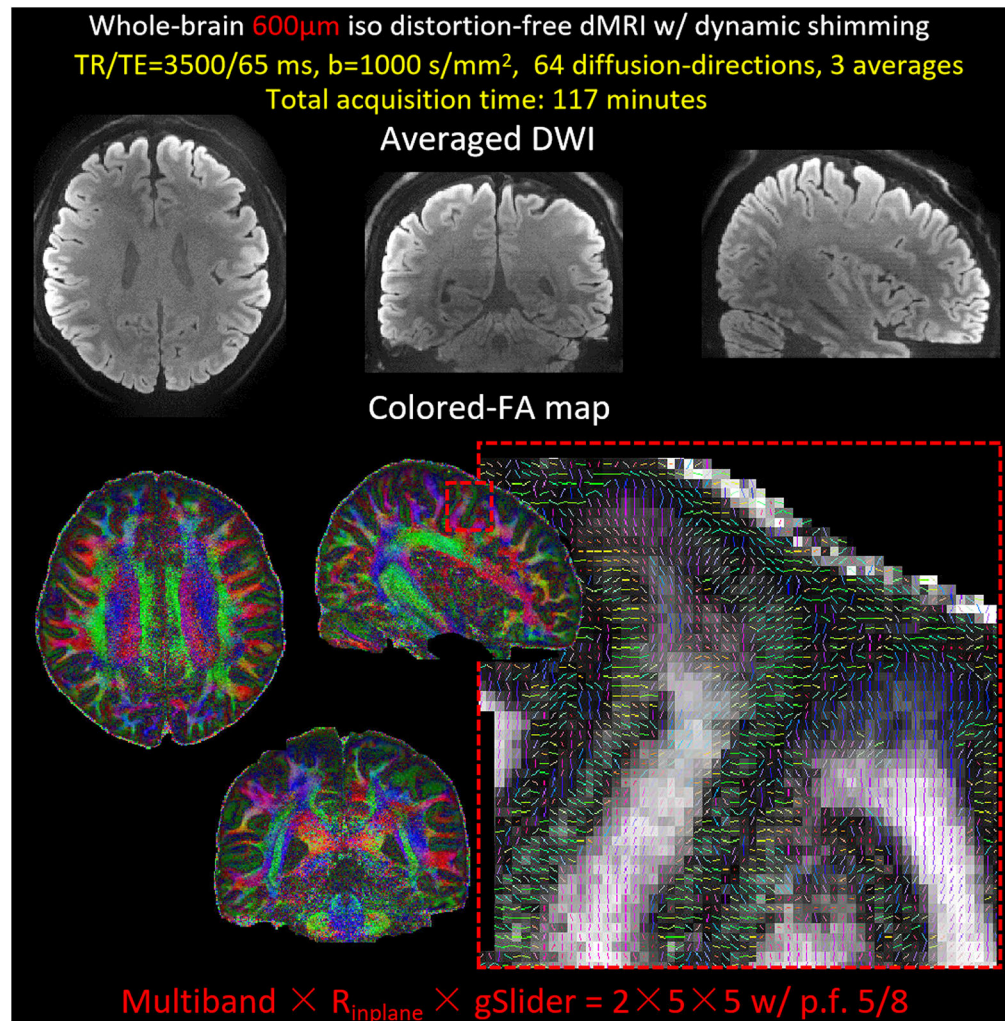 Whole-brain 600μm iso distortion-free dMRI w/ dynamic shimming
TR/TE=3500/65 ms, b=1000 s/mm², 64 diffusion-directions, 3 averages
Total acquisition time: 117 minutes
Averaged DWI
Colored-FA map
Multiband × Rinplane × gSlider = 2×5×5 w/ p.f. 5/8